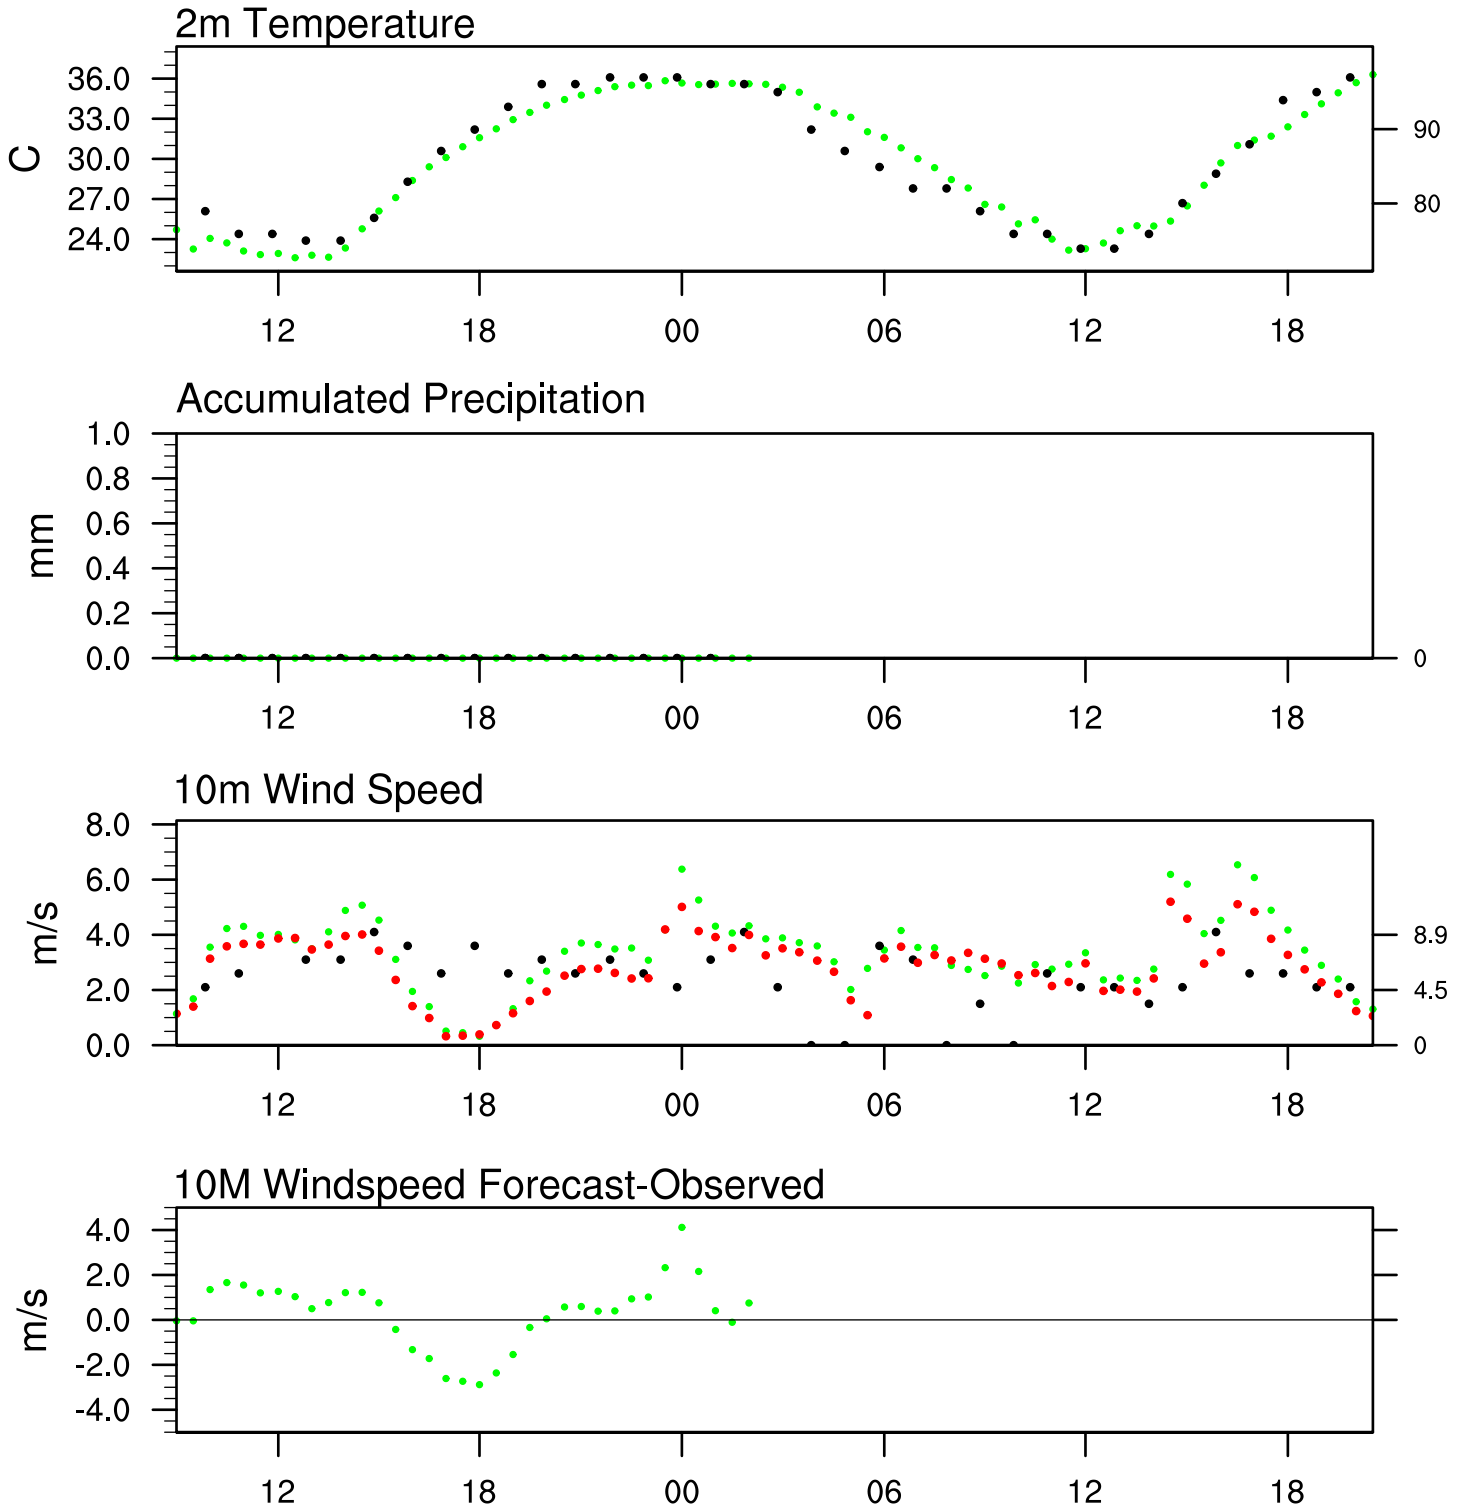 2m Temperature
36.0
33.0
30.0
27.0
24.0
C
90
80
12 18 00 06 12 18
Accumulated Precipitation
1.0
0.8
0.6
0.4
0.2
0.0
mm
0
12 18 00 06 12 18
10m Wind Speed
8.0
6.0
4.0
2.0
0.0
m/s
8.9
4.5
0
12 18 00 06 12 18
10M Windspeed Forecast-Observed
4.0
2.0
0.0
-2.0
-4.0
m/s
12 18 00 06 12 18